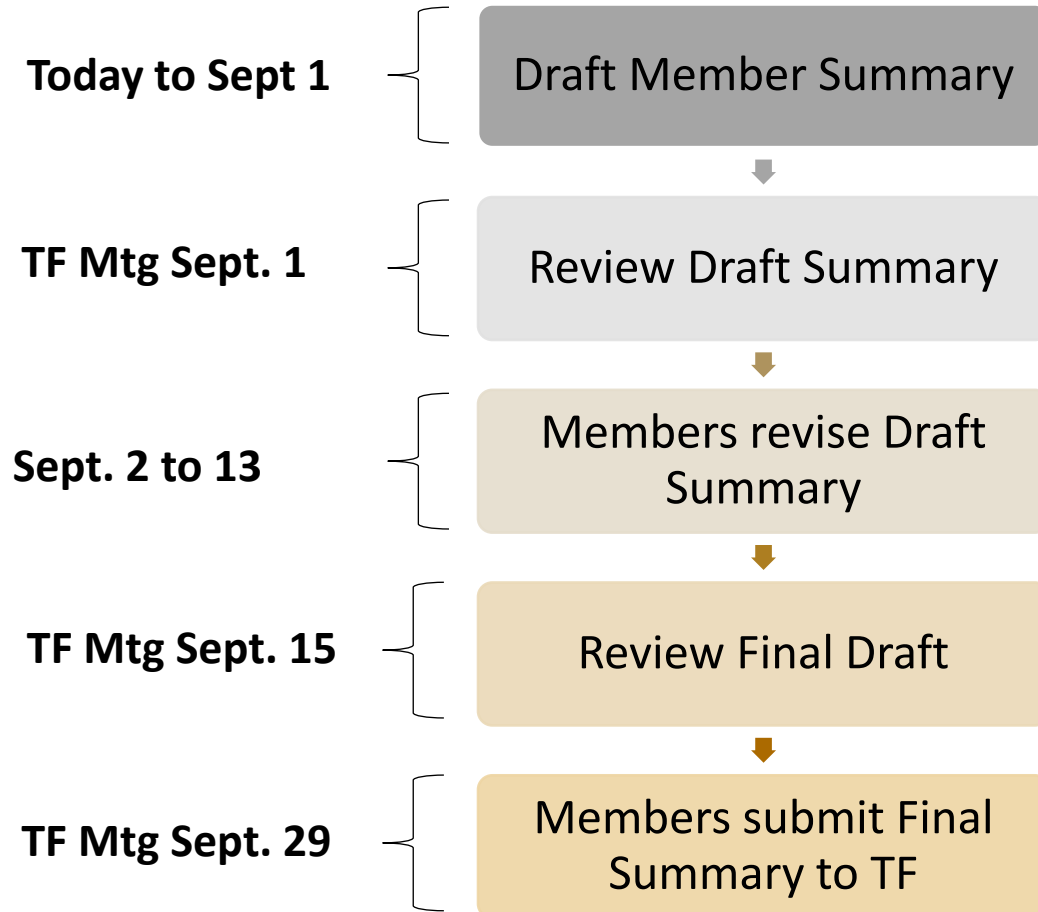 Today to Sept 1
Draft Member Summary
TF Mtg Sept. 1
Review Draft Summary
Sept. 2 to 13
Members revise Draft
Summary
TF Mtg Sept. 15
Review Final Draft
TF Mtg Sept. 29
Members submit Final
Summary to TF